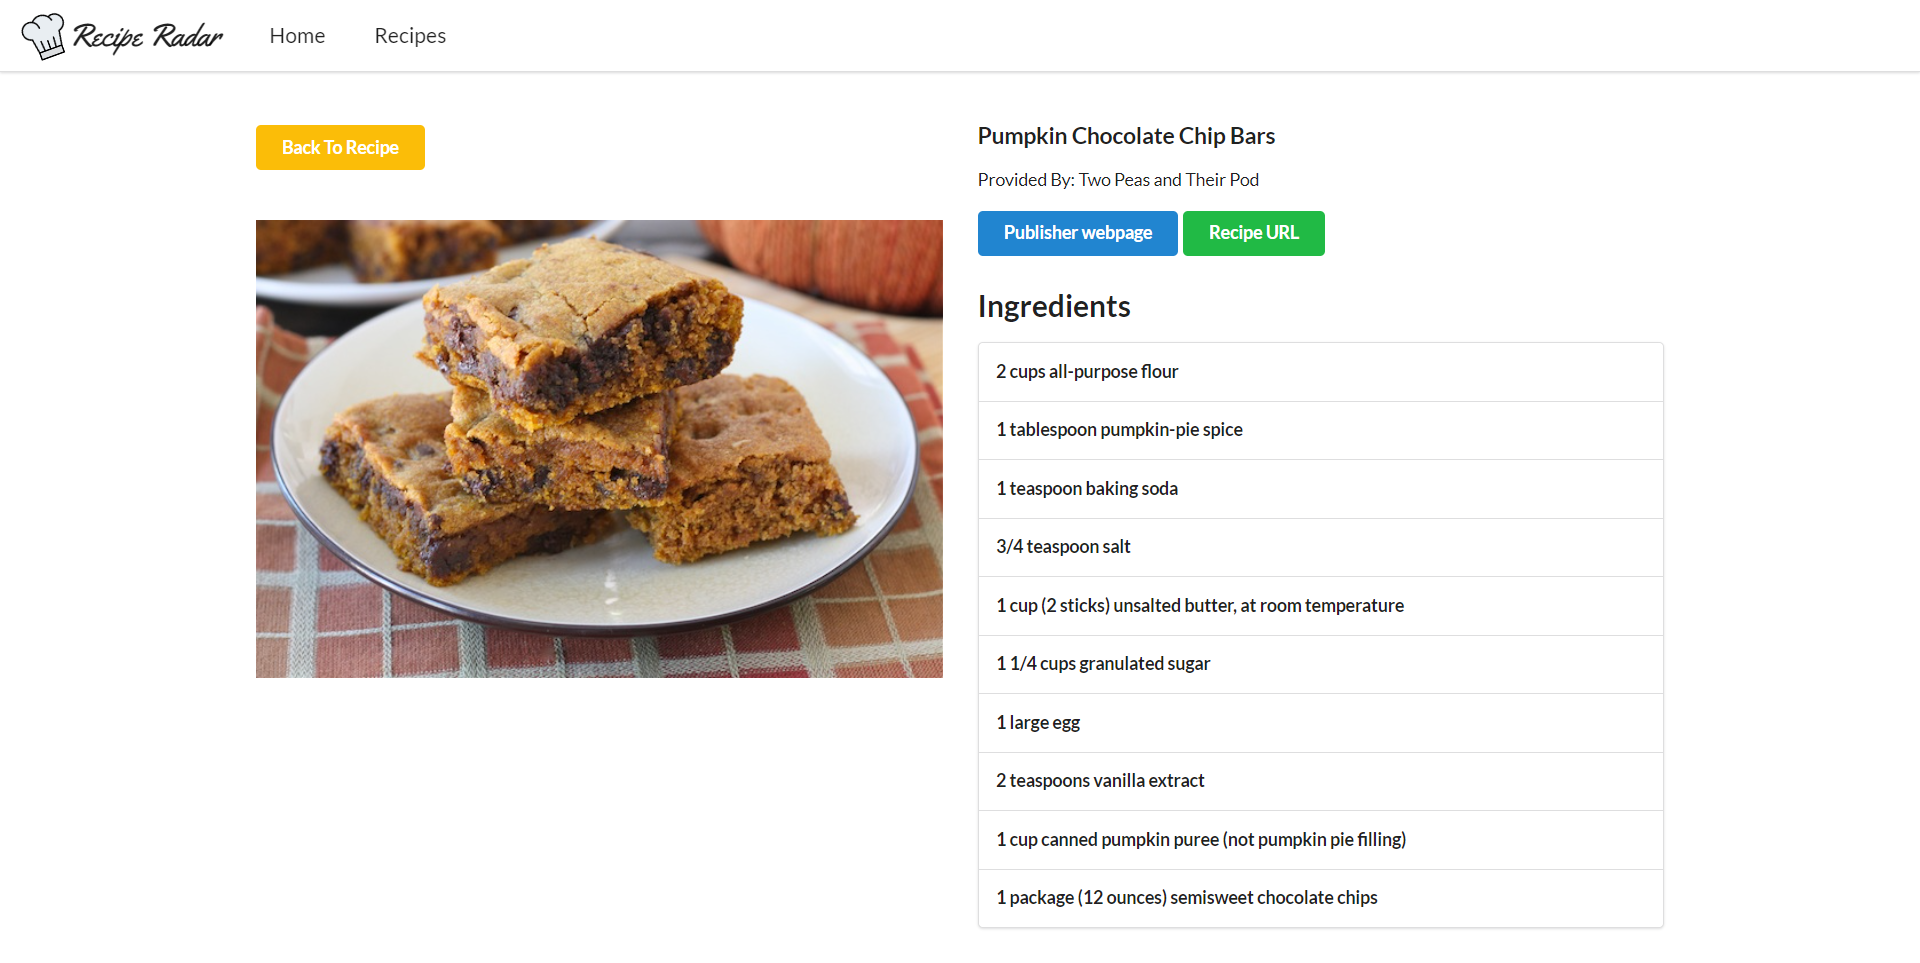 Recipe Radar
Home
Recipes
Back To Recipe
Pumpkin Chocolate Chip Bars
Provided By: Two Peas and Their Pod
Publisher webpage
Recipe URL
Ingredients
2 cups all-purpose flour
1 tablespoon pumpkin-pie spice
1 teaspoon baking soda
3/4 teaspoon salt
1 cup (2 sticks) unsalted butter, at room temperature
1 1/4 cups granulated sugar
1 large egg
2 teaspoons vanilla extract
1 cup canned pumpkin puree (not pumpkin pie filling)
1 package (12 ounces) semisweet chocolate chips